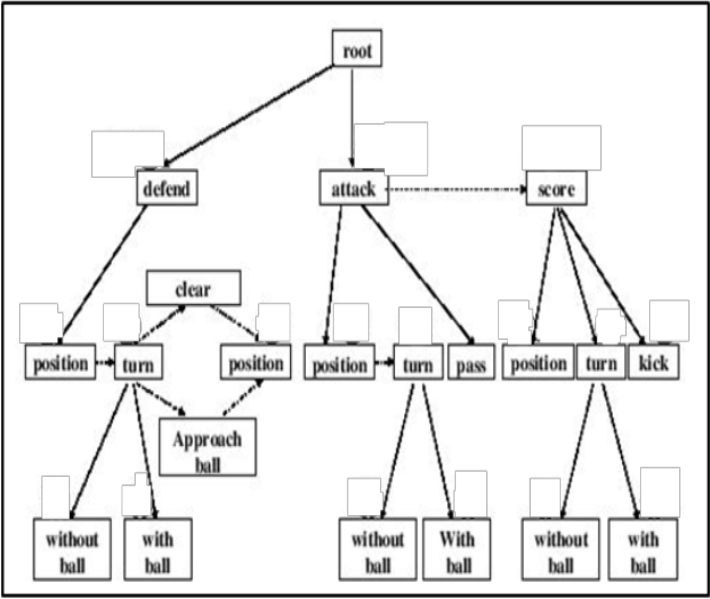 root
defend
attack
score
clear
position
turn
position
position
turn
pass
position
turn
kick
Approach
ball
without
ball
with
ball
without
ball
With
ball
without
ball
with
ball